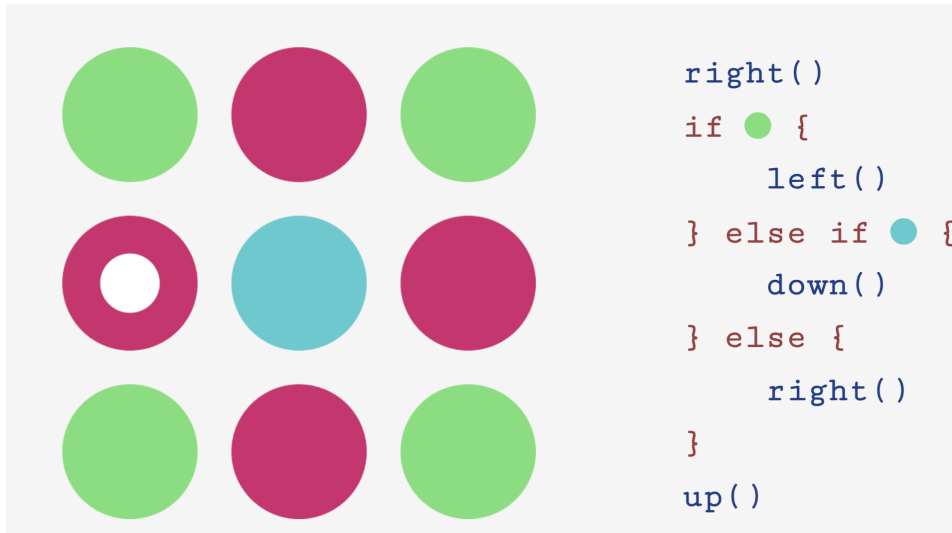 right()
if {
left()
} else if {
down()
} else {
right()
}
up()